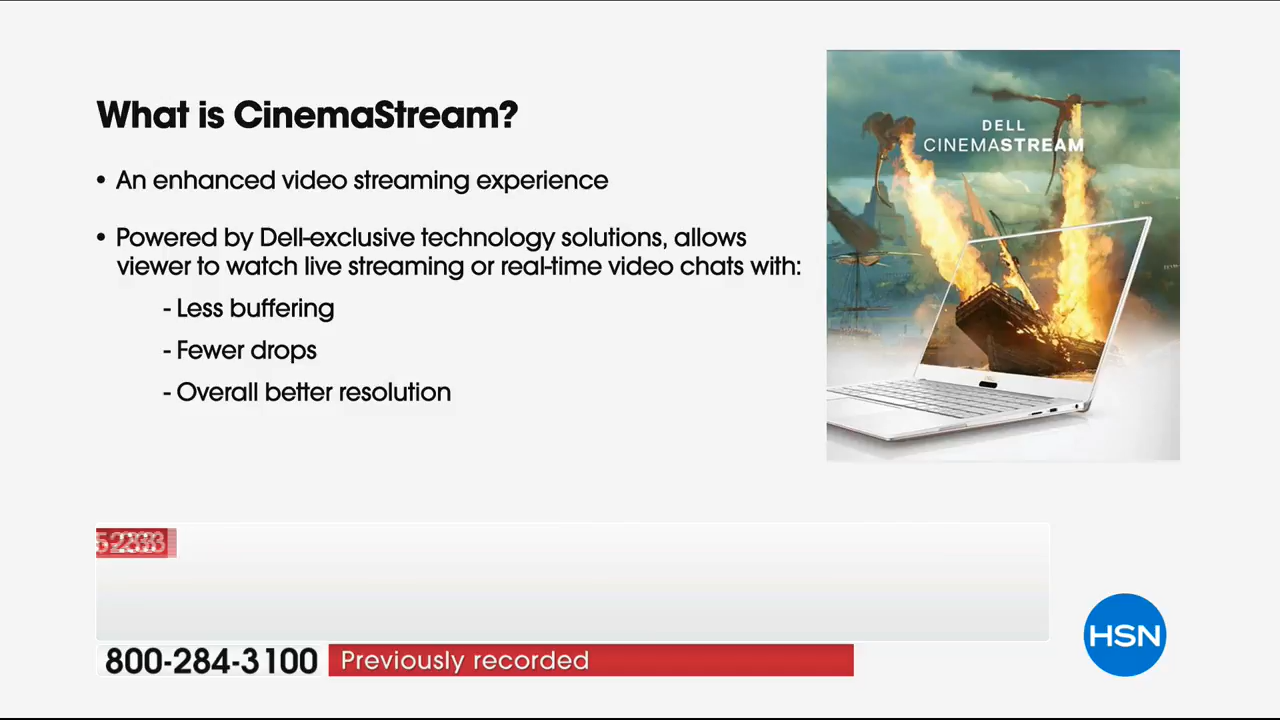 What is CinemaStream?
• An enhanced video streaming experience
• Powered by Dell-exclusive technology solutions, allows
viewer to watch live streaming or real-time video chats with:
- Less buffering
- Fewer drops
- Overall better resolution
DELL
CINEMASTREAM
800-284-3100
Previously recorded
HSN